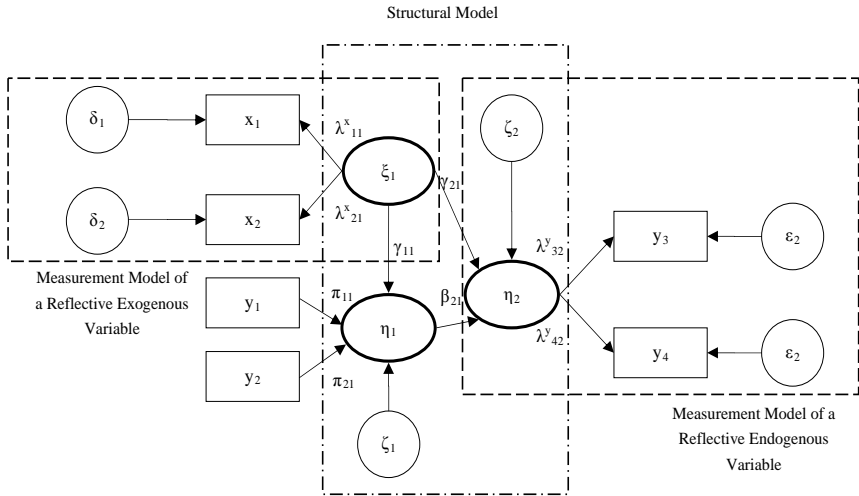 Structural Model
δ1
x1
λx11
ζ2
ξ1
γ21
δ2
x2
λx21
γ11
λy32
y3
ε2
Measurement Model of
a Reflective Exogenous
Variable
y1
π11
η1
β21
η2
y2
π21
λy42
y4
ε2
ζ1
Measurement Model of a
Reflective Endogenous
Variable